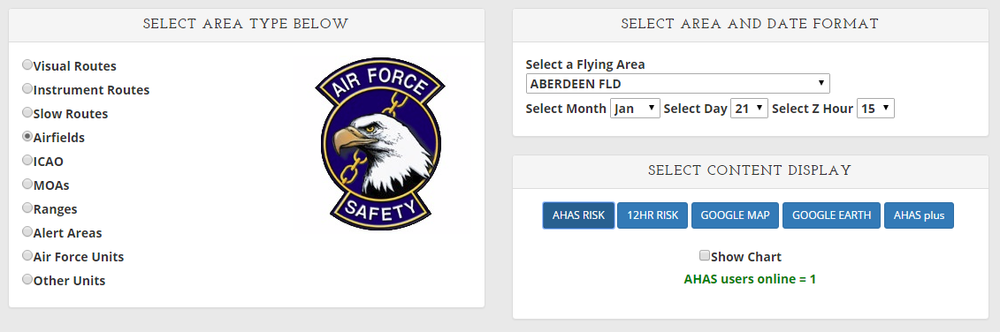 SELECT AREA TYPE BELOW
Visual Routes
Instrument Routes
Slow Routes
Airfields
ICAO
MOAs
Ranges
Alert Areas
Air Force Units
Other Units
AIR FORCE
SAFETY
SELECT AREA AND DATE FORMAT
Select a Flying Area
ABERDEEN FLD
Select Month Jan Select Day 21 Select Z Hour 15
SELECT CONTENT DISPLAY
AHAS RISK 12HR RISK GOOGLE MAP GOOGLE EARTH AHAS plus
Show Chart
AHAS users online = 1